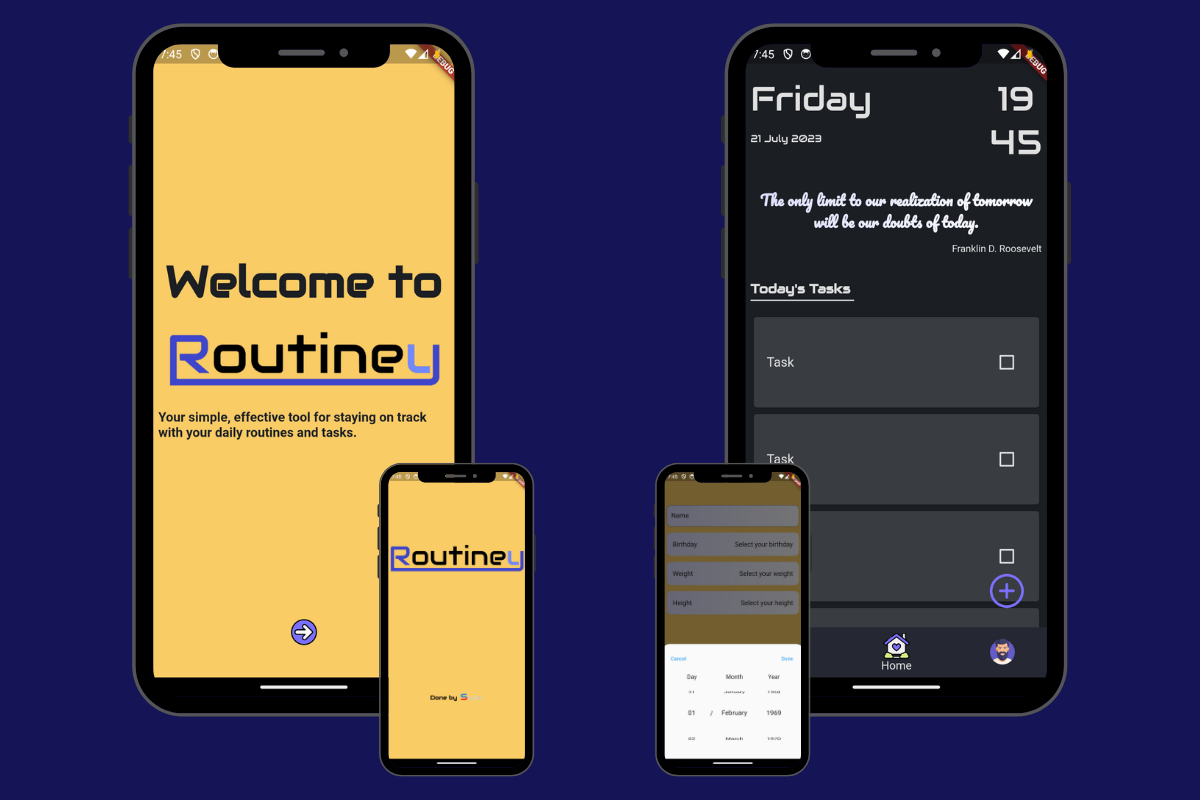 7:45
DEBUG
Welcome to
Routiney
Your simple, effective tool for staying on track
with your daily routines and tasks.
7:45
Routiney
Done by S
7:45
Name
Birthday Select your birthday
Weight Select your weight
Height Select your height
Cancel Done
Day Month Year
31 January 1968
01 / February 1969
02 March 1970
7:45
DEBUG
Friday 19
21 July 2023 45
The only limit to our realization of tomorrow
will be our doubts of today.
Franklin D. Roosevelt
Today's Tasks
Task
Task
Home